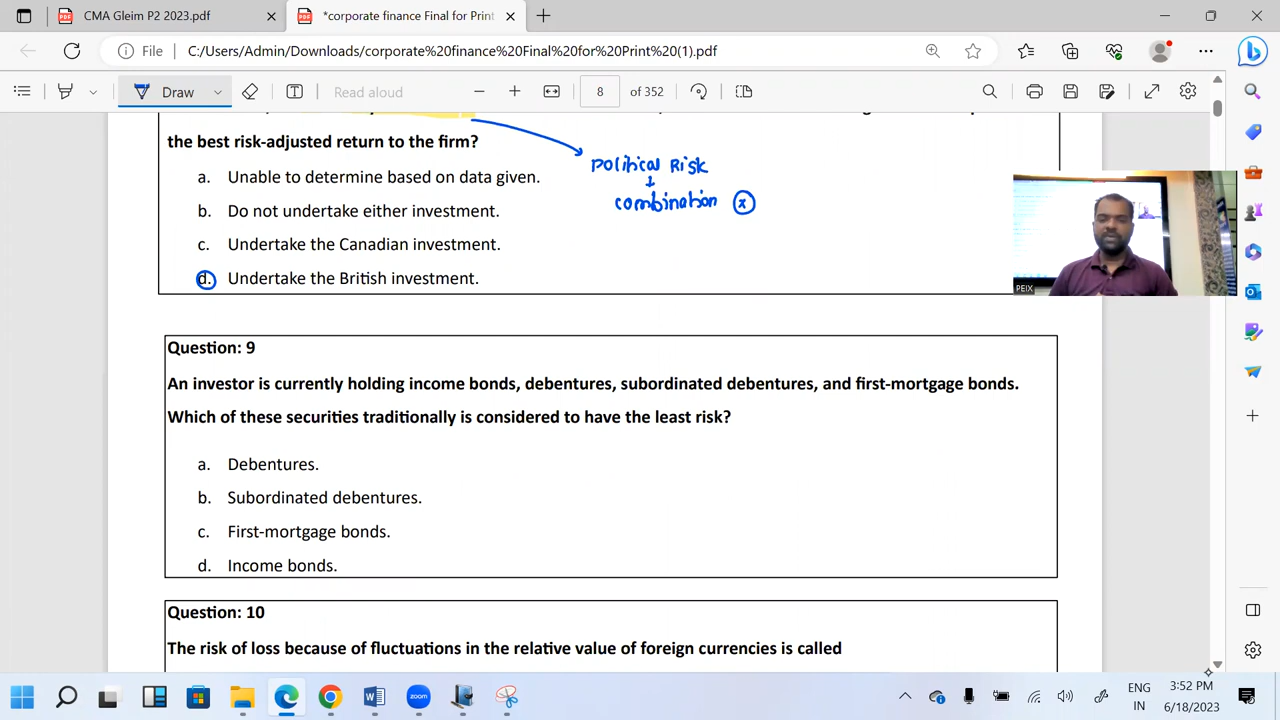 CMA Gleim P2 2023.pdf
*corporate finance Final for Print
File
C:/Users/Admin/Downloads/corporate%20finance%20Final%20for%20Print%20(1).pdf
Draw
Read aloud
8
of 352
the best risk-adjusted return to the firm?
a. Unable to determine based on data given.
b. Do not undertake either investment.
c. Undertake the Canadian investment.
d. Undertake the British investment.
political Risk
combination x
PEIX
Question: 9
An investor is currently holding income bonds, debentures, subordinated debentures, and first-mortgage bonds.
Which of these securities traditionally is considered to have the least risk?
a. Debentures.
b. Subordinated debentures.
c. First-mortgage bonds.
d. Income bonds.
Question: 10
The risk of loss because of fluctuations in the relative value of foreign currencies is called
zoom
ENG
IN
3:52 PM
6/18/2023